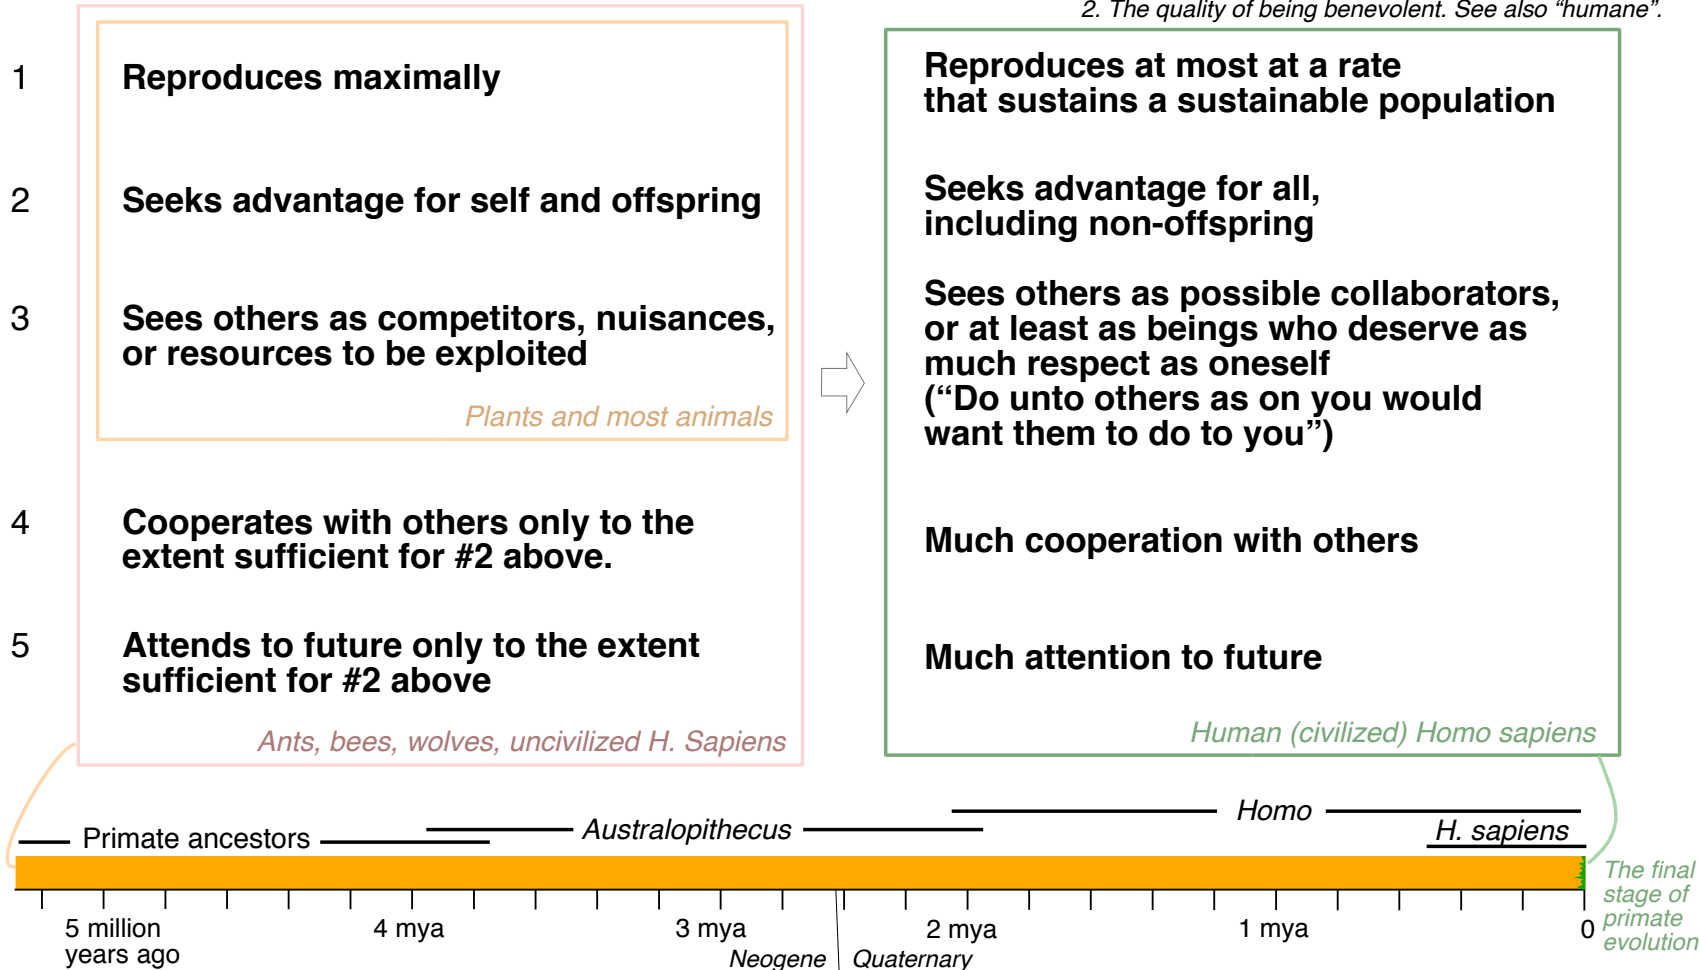 2. The quality of being benevolent. See also “humane”.
1
Reproduces maximally
Reproduces at most at a rate
that sustains a sustainable population
2
Seeks advantage for self and offspring
Seeks advantage for all,
including non-offspring
3
Sees others as competitors, nuisances,
or resources to be exploited
Plants and most animals
Sees others as possible collaborators,
or at least as beings who deserve as
much respect as oneself
(“Do unto others as on you would
want them to do to you”)
4
Cooperates with others only to the
extent sufficient for #2 above.
Much cooperation with others
5
Attends to future only to the extent
sufficient for #2 above
Much attention to future
Ants, bees, wolves, uncivilized H. Sapiens
Human (civilized) Homo sapiens
Primate ancestors
Australopithecus
Homo
H. sapiens
The final
stage of
primate
evolution
5 million
years ago
4 mya
3 mya
2 mya
1 mya
0
Neogene
Quaternary